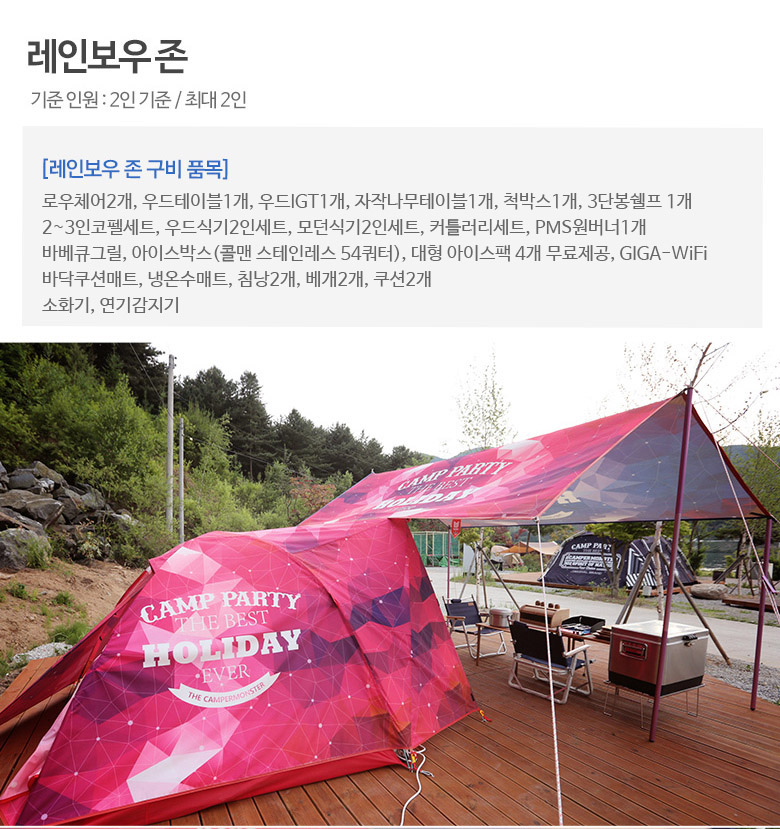 레인보우 존
기준 인원 : 2인 기준 / 최대 2인
[레인보우 존 구비 품목]
로우체어2개, 우드테이블1개, 우드IGT1개, 자작나무테이블1개, 척박스1개, 3단봉쉘프 1개
2~3인코펠세트, 우드식기2인세트, 모던식기2인세트, 커틀러리세트, PMS원버너1개
바베큐그릴, 아이스박스(콜맨 스테인레스 54쿼터), 대형 아이스팩 4개 무료제공, GIGA-WiFi
바닥쿠션매트, 냉온수매트, 침낭2개, 베개2개, 쿠션2개
소화기, 연기감지기
CAMP PARTY
THE BEST
HOLIDAY
CAMP PARTY
CAMP PARTY
THE BEST
HOLIDAY
·EVER·
THE CAMPERMONSTER